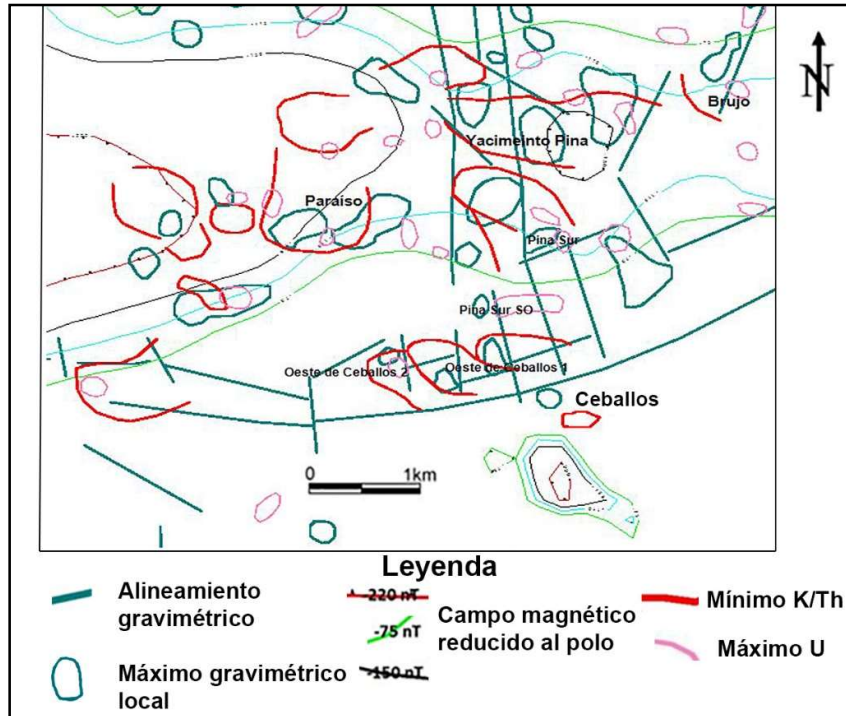 N
Brujo
Yacimeinto Pina
Paraíso
Pina Sur
Pina Sur SO
Oeste de Ceballos 2
Oeste de Ceballos 1
Ceballos
0 1km
Leyenda
Alineamiento
gravimétrico
Máximo gravimétrico
local
-220 nT
-75 nT
-150 nT
Campo magnético
reducido al polo
Mínimo K/Th
Máximo U